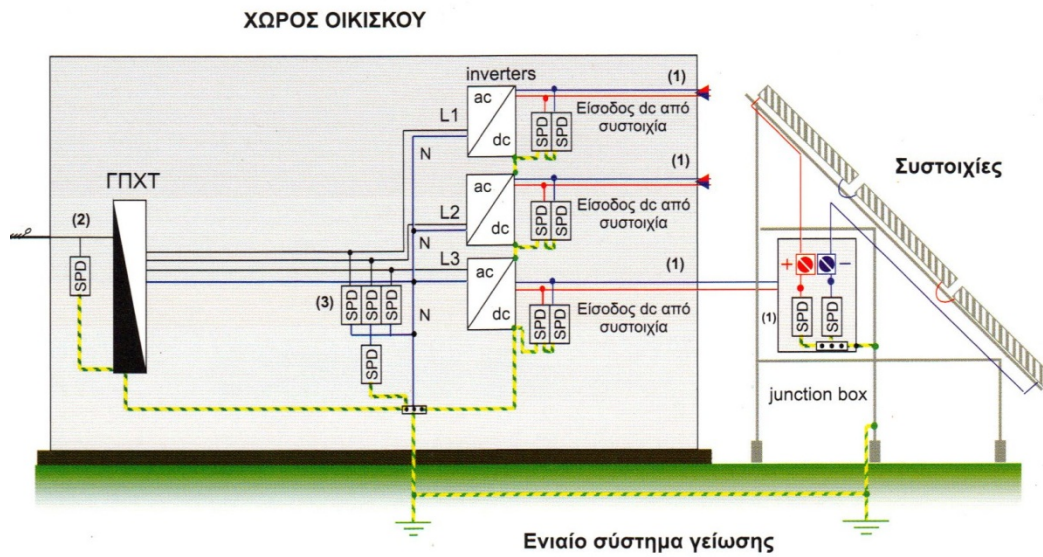 ΧΩΡΟΣ ΟΙΚΙΣΚΟΥ
inverters
(1)
ac
dc
L1
N
SPD
SPD
Είσοδος dc από
συστοιχία
(1)
ac
dc
L2
N
SPD
SPD
Είσοδος dc από
συστοιχία
(1)
ac
dc
L3
N
SPD
SPD
Είσοδος dc από
συστοιχία
ΓΠΧΤ
(2)
SPD
(3)
SPD
SPD
SPD
SPD
Συστοιχίες
+
−
(1)
SPD
SPD
junction box
Ενιαίο σύστημα γείωσης